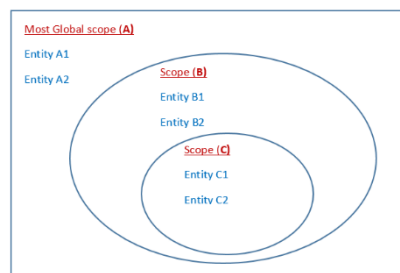 Most Global scope (A)
Entity A1
Entity A2
Scope (B)
Entity B1
Entity B2
Scope (C)
Entity C1
Entity C2